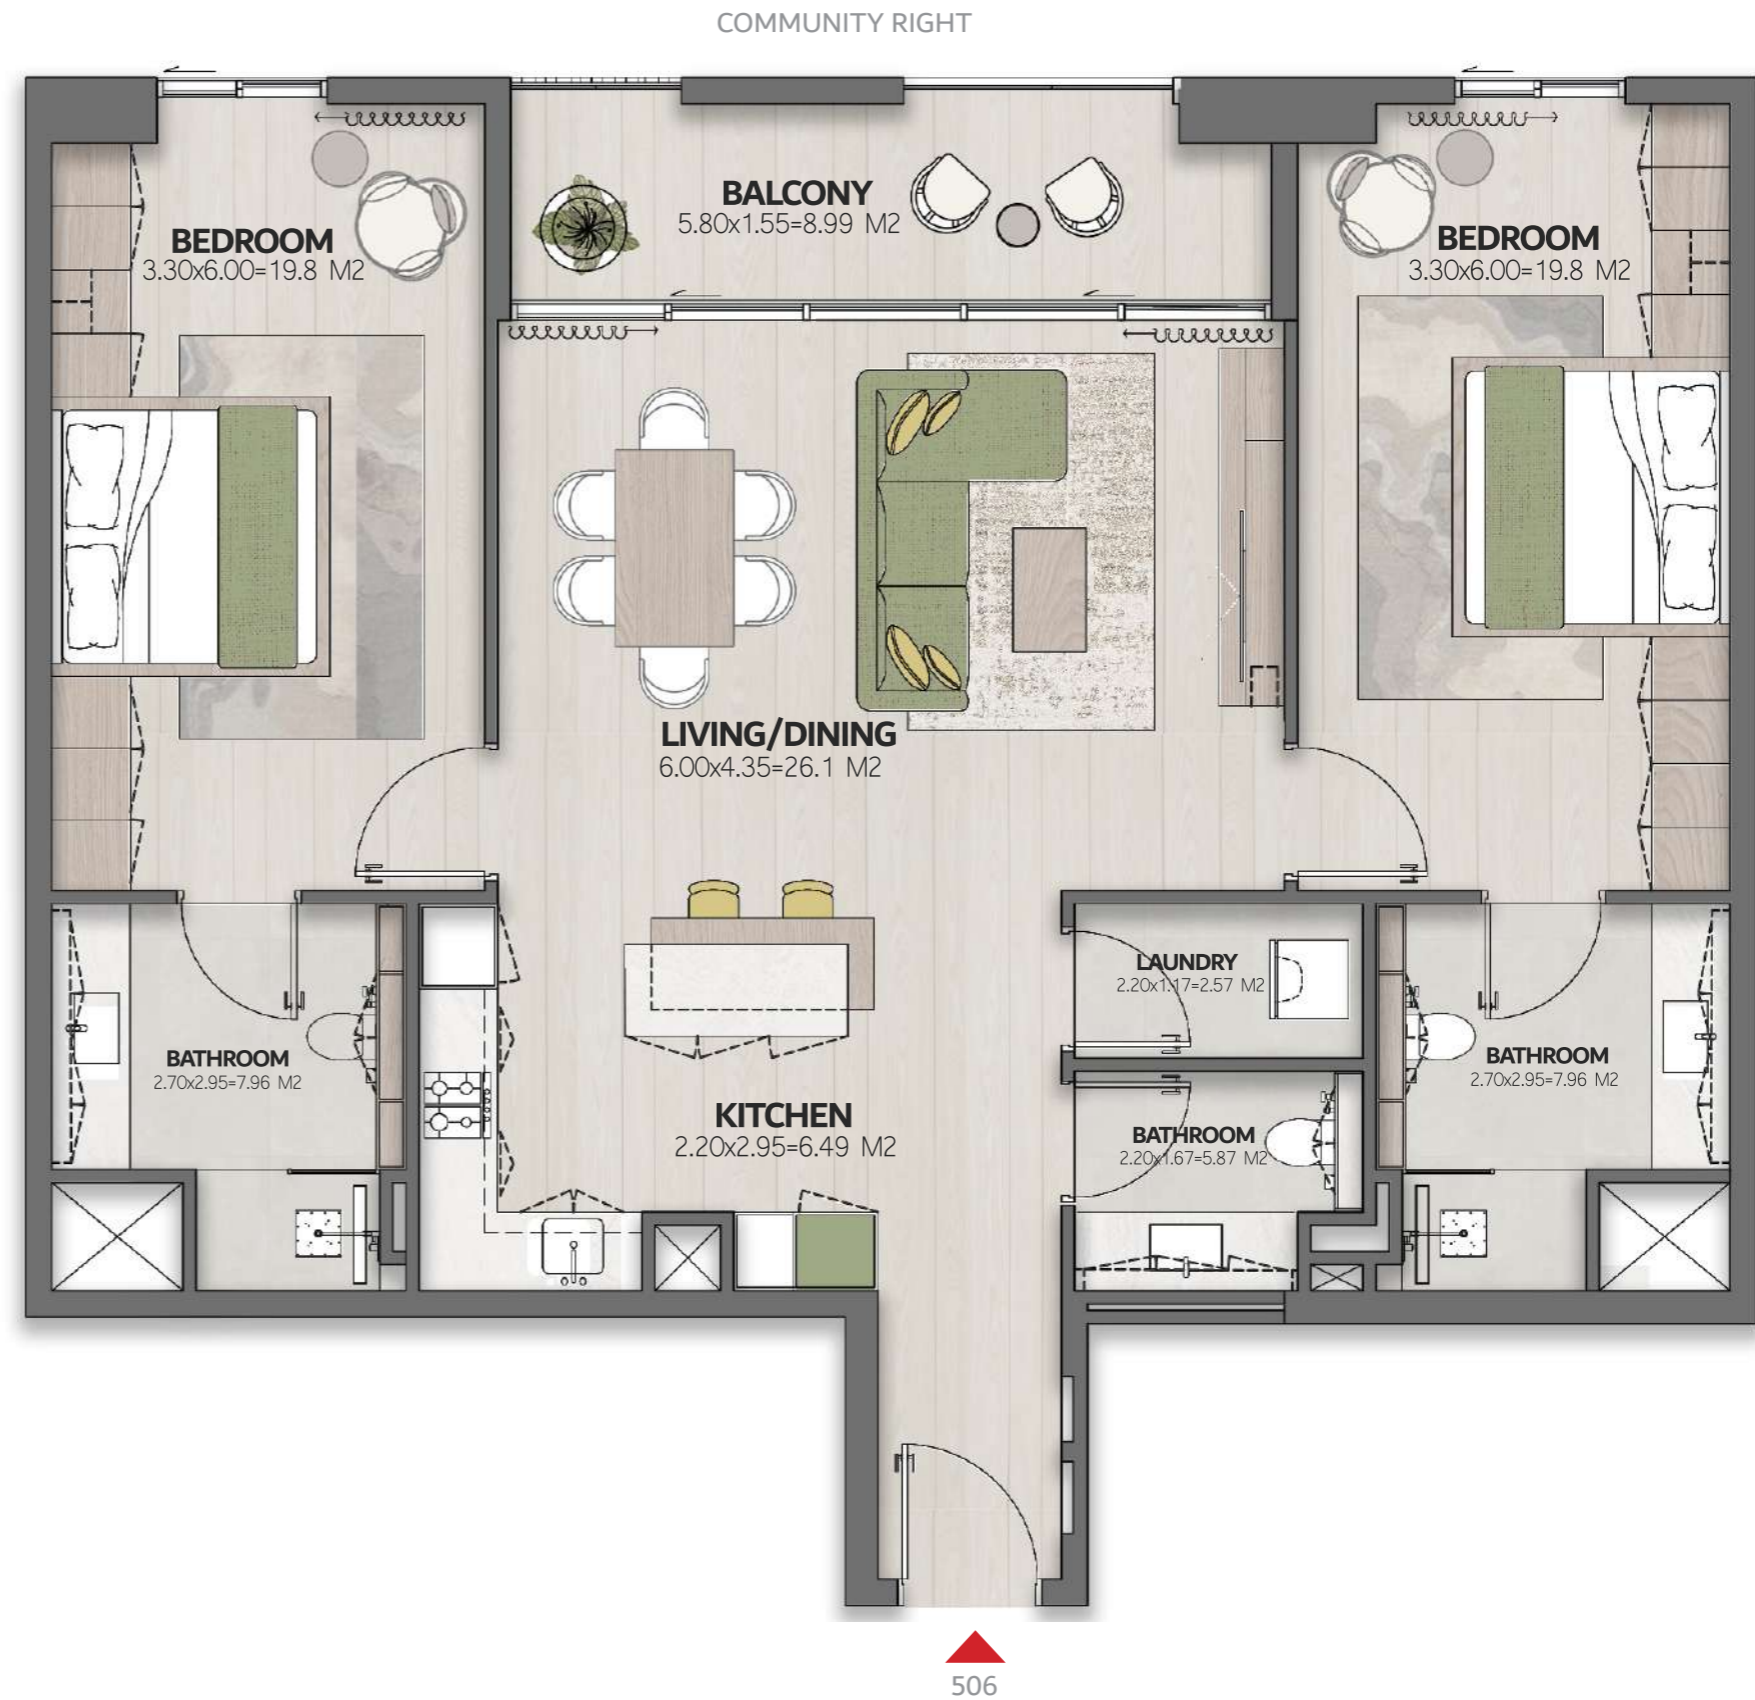 COMMUNITY RIGHT
BALCONY
5.80x1.55=8.99 M2
BEDROOM
3.30x6.00=19.8 M2
BEDROOM
3.30x6.00=19.8 M2
LIVING/DINING
6.00x4.35=26.1 M2
LAUNDRY
2.20x1.17=2.57 M2
BATHROOM
2.70x2.95=7.96 M2
BATHROOM
2.70x2.95=7.96 M2
KITCHEN
2.20x2.95=6.49 M2
BATHROOM
2.20x1.67=5.87 M2
506